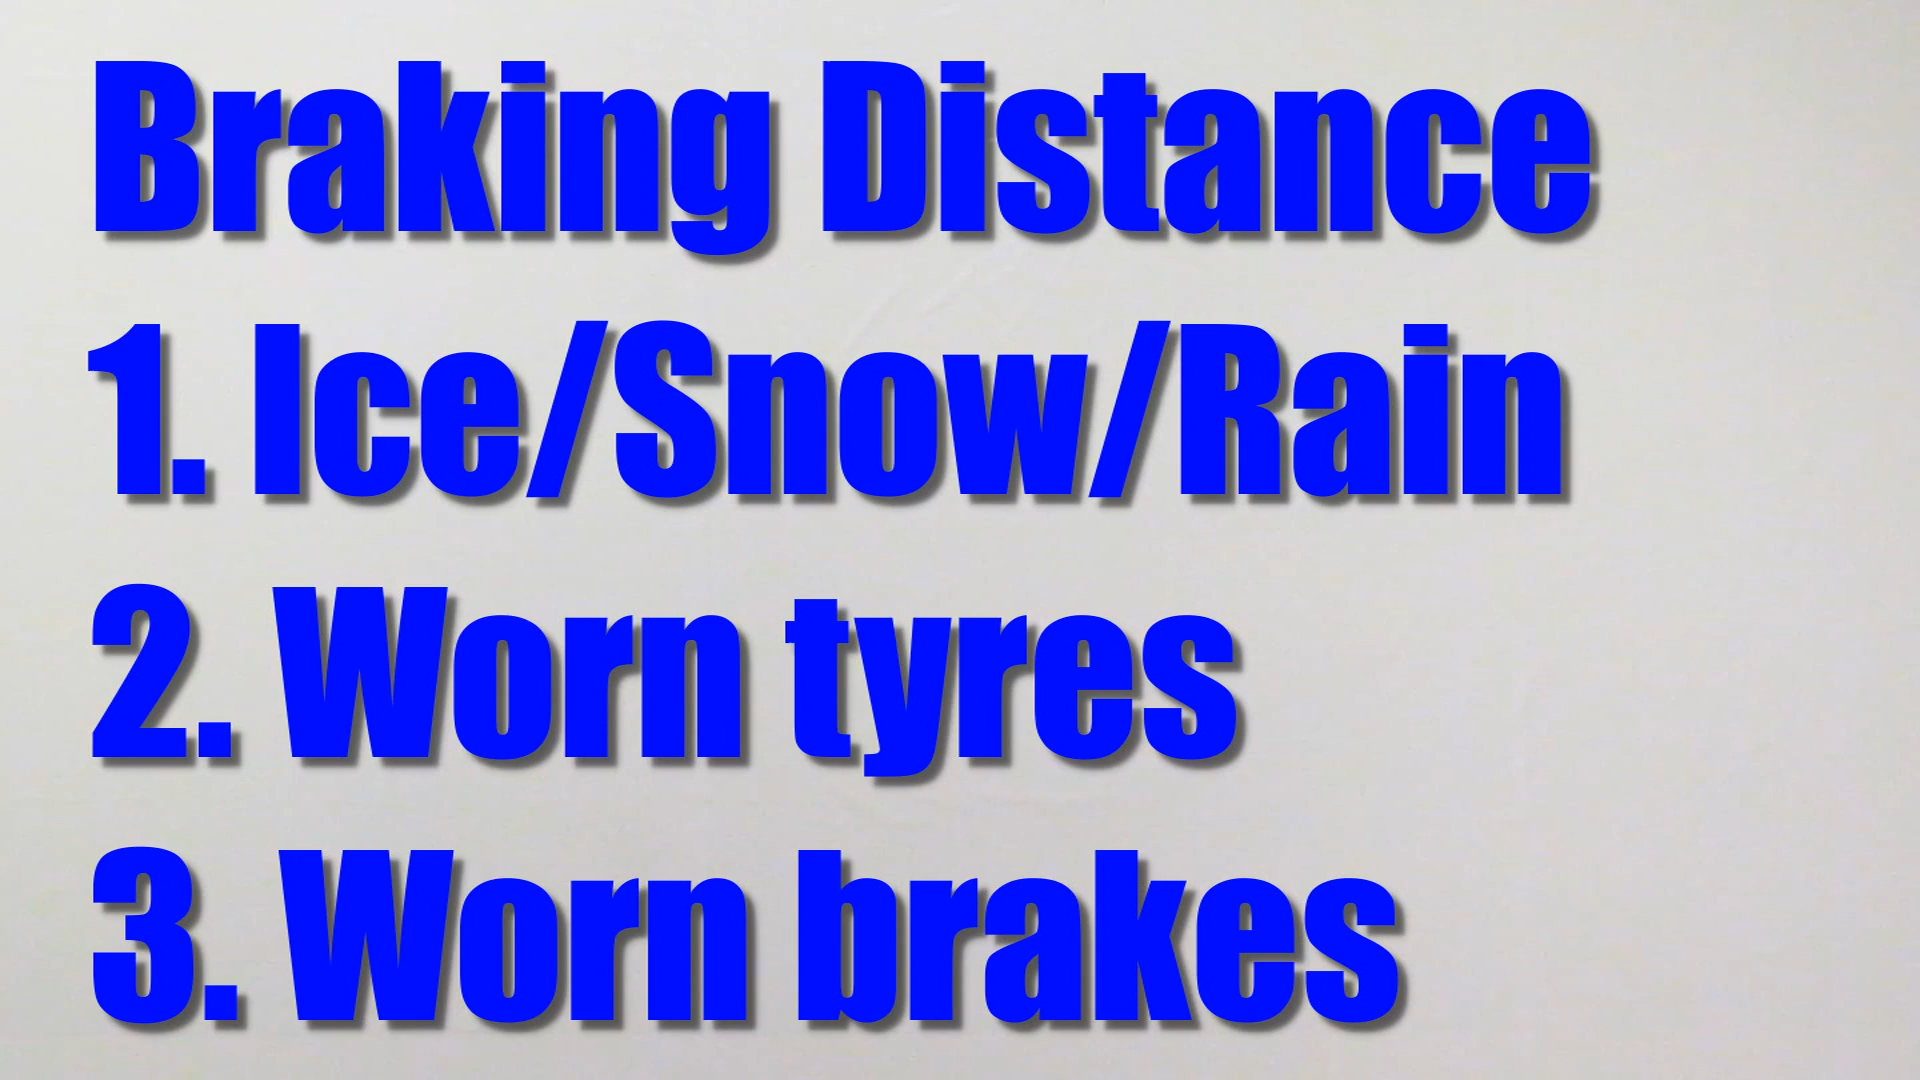 Braking Distance
1. Ice/Snow/Rain
2. Worn tyres
3. Worn brakes